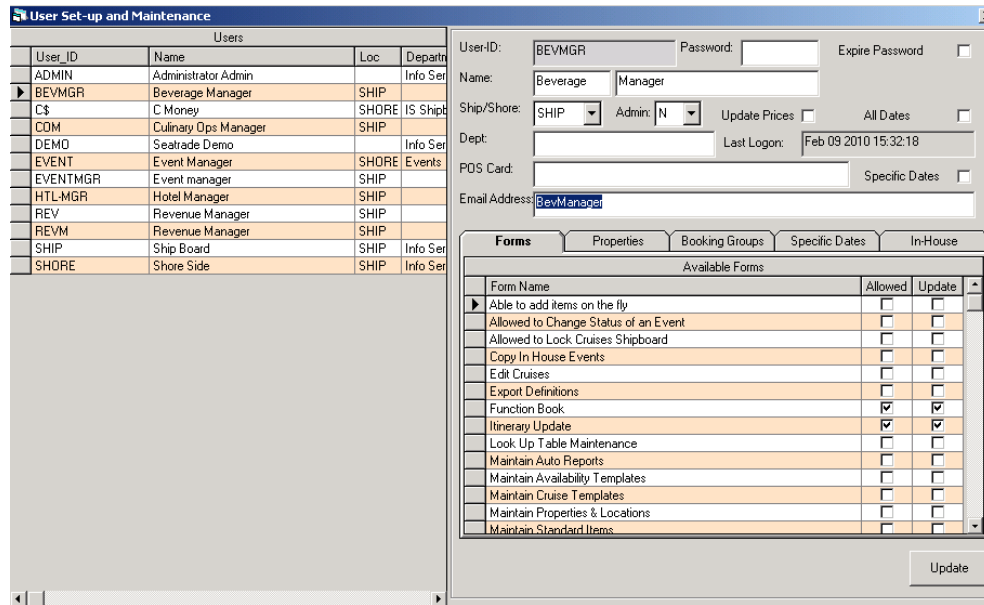 User Set-up and Maintenance
Users
User_ID Name Loc Departn
ADMIN Administrator Admin Info Ser
BEVMGR Beverage Manager SHIP
C$ C Money SHORE IS Shipb
COM Culinary Ops Manager SHIP
DEMO Seatrade Demo Info Ser
EVENT Event Manager SHORE Events
EVENTMGR Event manager SHIP
HTL-MGR Hotel Manager SHIP
REV Revenue Manager SHIP
REVM Revenue Manager SHIP
SHIP Ship Board SHIP Info Ser
SHORE Shore Side SHIP Info Ser
User-ID: BEVMGR Password: Expire Password
Name: Beverage Manager
Ship/Shore: SHIP Admin: N Update Prices All Dates
Dept: Last Logon: Feb 09 2010 15:32:18
POS Card: Specific Dates
Email Address: BevManager
Forms Properties Booking Groups Specific Dates In-House
Available Forms
Form Name Allowed Update
Able to add items on the fly
Allowed to Change Status of an Event
Allowed to Lock Cruises Shipboard
Copy In House Events
Edit Cruises
Export Definitions
Function Book
Itinerary Update
Look Up Table Maintenance
Maintain Auto Reports
Maintain Availability Templates
Maintain Cruise Templates
Maintain Properties & Locations
Maintain Standard Items
Update